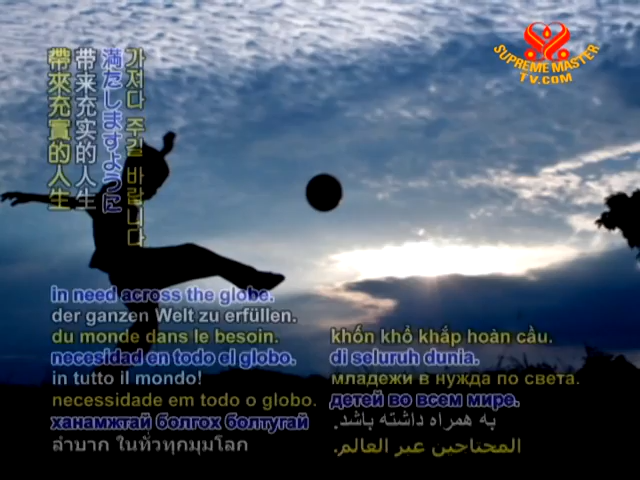 SUPREME MASTER
TV.COM
가져다 주길 바랍니다
満たしますように
带来充实的人生
帶來充實的人生
in need across the globe.
der ganzen Welt zu erfüllen.
du monde dans le besoin.
necesidad en todo el globo.
in tutto il mondo!
necessidade em todo o globo.
ханамжтай болгох болтугай
ลำบาก ในทั่วทุกมุมโลก
khốn khổ khắp hoàn cầu.
di seluruh dunia.
младежи в нужда по света.
детей во всем мире.
به همراه داشته باشد.
المحتاجين عبر العالم.